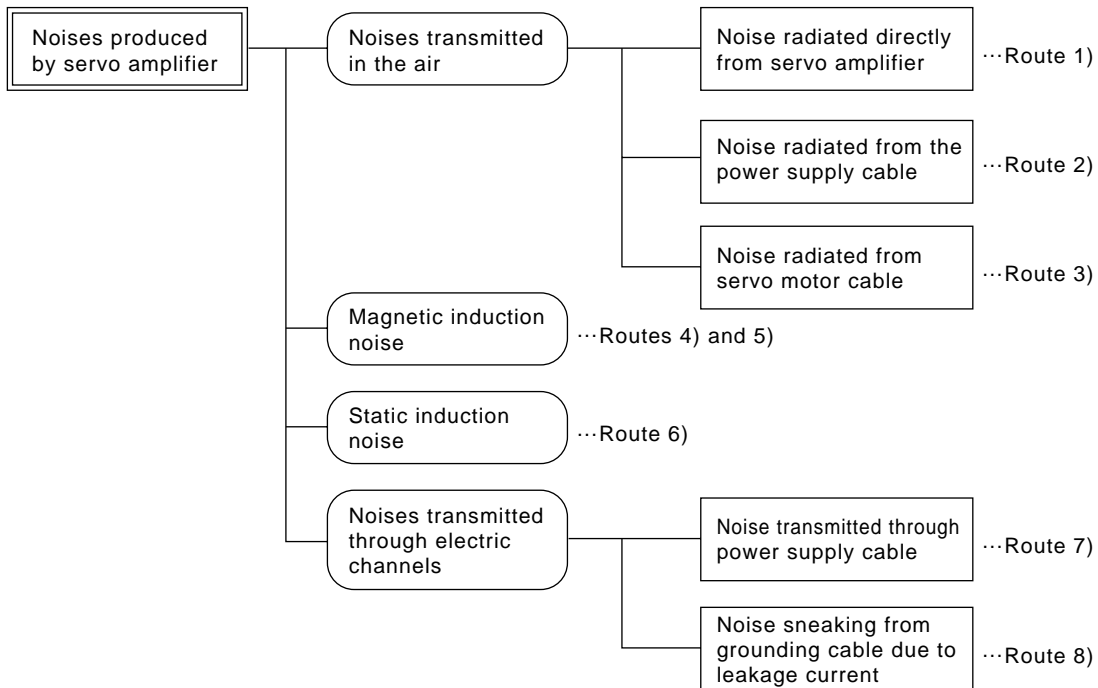 Noises produced
by servo amplifier
Noises transmitted
in the air
Noise radiated directly
from servo amplifier
···Route 1)
Noise radiated from the
power supply cable
···Route 2)
Noise radiated from
servo motor cable
···Route 3)
Magnetic induction
noise
···Routes 4) and 5)
Static induction
noise
···Route 6)
Noises transmitted
through electric
channels
Noise transmitted through
power supply cable
···Route 7)
Noise sneaking from
grounding cable due to
leakage current
···Route 8)